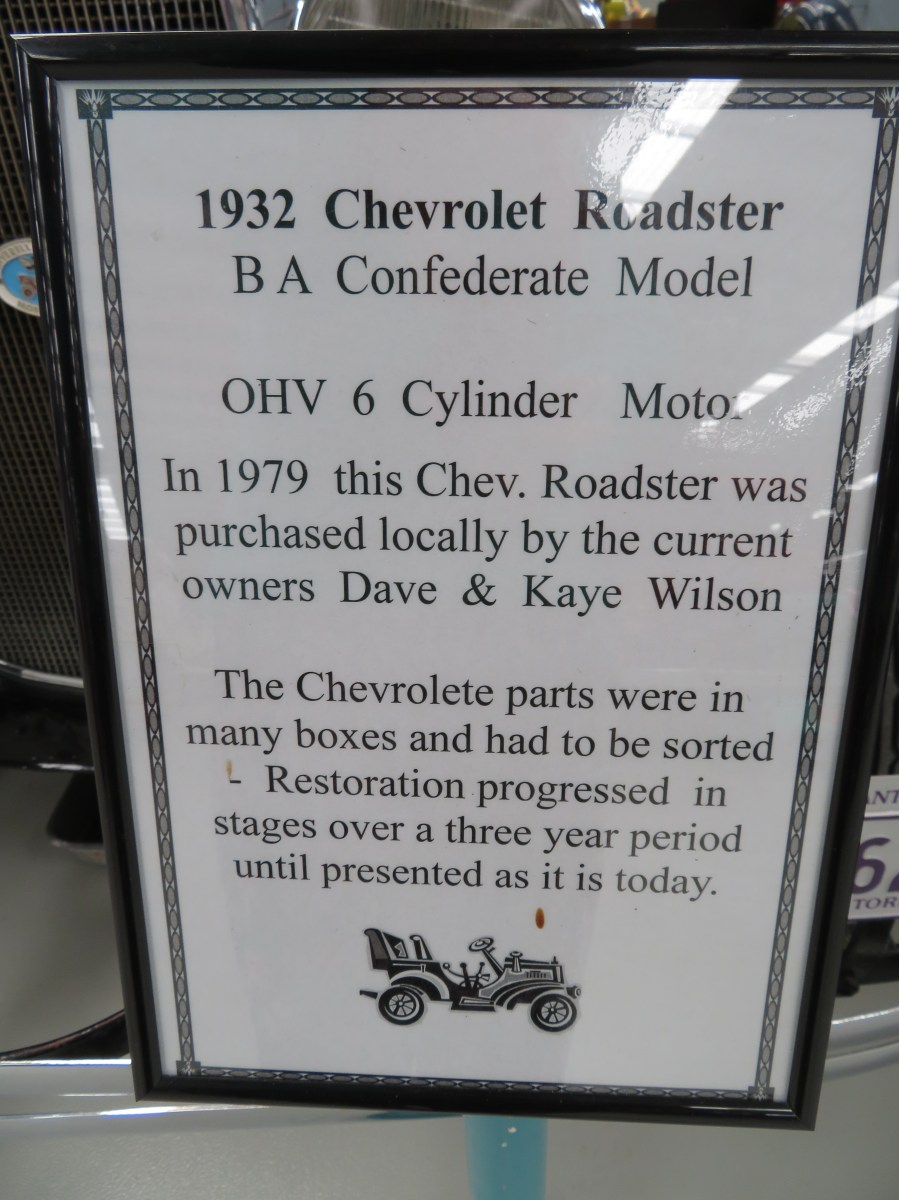 1932 Chevrolet Roadster
B A Confederate Model
OHV 6 Cylinder Motor
In 1979 this Chev. Roadster was
purchased locally by the current
owners Dave & Kaye Wilson
The Chevrolete parts were in
many boxes and had to be sorted
- Restoration progressed in
stages over a three year period
until presented as it is today.